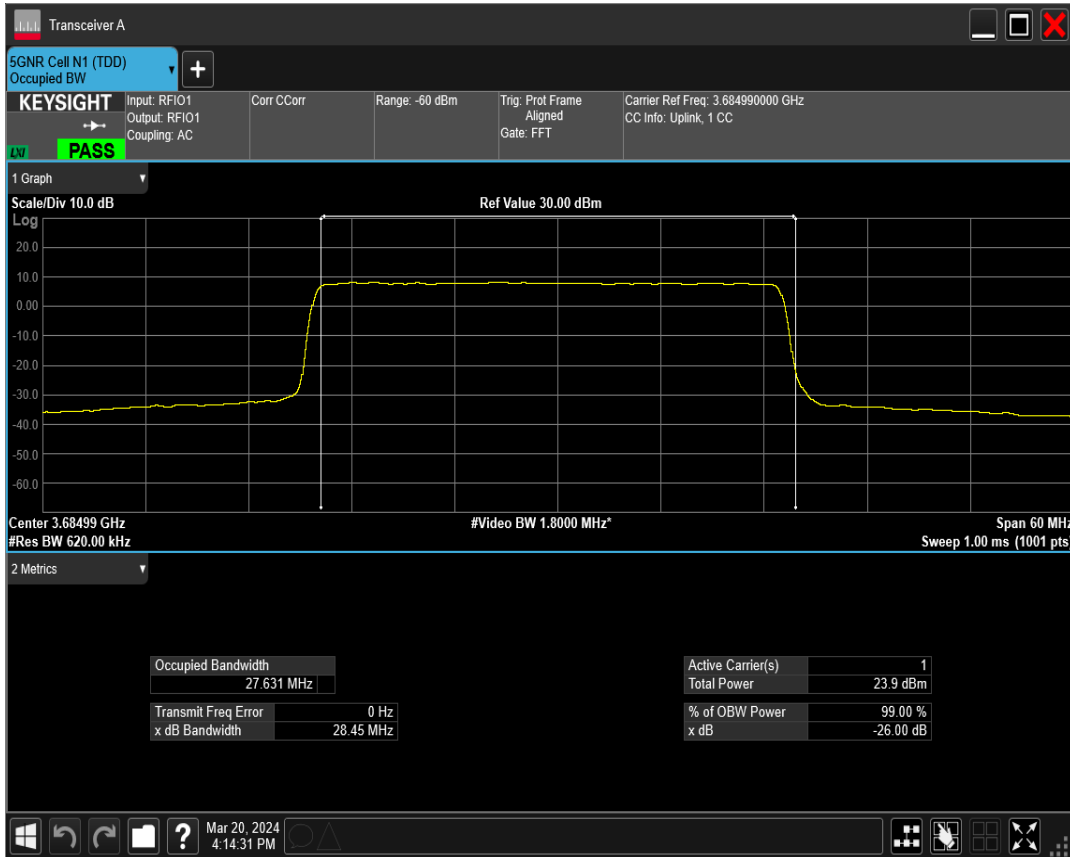 Transceiver A
5GNR Cell N1 (TDD)
Occupied BW
+
KEYSIGHT
LXI
PASS
Input: RFIO1
Output: RFIO1
Coupling: AC
Corr CCorr
Range: -60 dBm
Trig: Prot Frame
Aligned
Gate: FFT
Carrier Ref Freq: 3.684990000 GHz
CC Info: Uplink, 1 CC
1 Graph
Scale/Div 10.0 dB
Ref Value 30.00 dBm
Log
20.0
10.0
0.00
-10.0
-20.0
-30.0
-40.0
-50.0
-60.0
Center 3.68499 GHz
#Video BW 1.8000 MHz*
Span 60 MHz
#Res BW 620.00 kHz
Sweep 1.00 ms (1001 pts)
2 Metrics
Occupied Bandwidth
27.631 MHz
Transmit Freq Error 0 Hz
x dB Bandwidth 28.45 MHz
Active Carrier(s) 1
Total Power 23.9 dBm
% of OBW Power 99.00 %
x dB -26.00 dB
?
Mar 20, 2024
4:14:31 PM